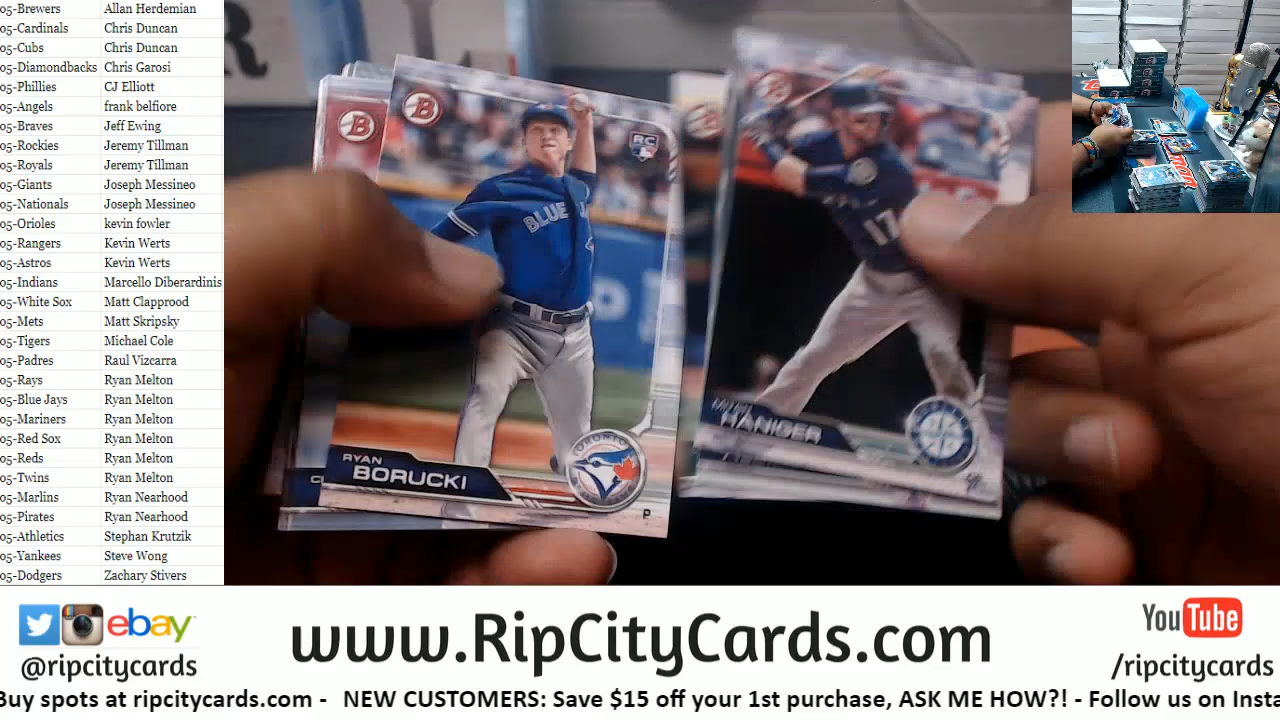 05-Brewers Allan Herdemian
05-Cardinals Chris Duncan
05-Cubs Chris Duncan
05-Diamondbacks Chris Garosi
05-Phillies CJ Elliott
05-Angels frank belfiore
05-Braves Jeff Ewing
05-Rockies Jeremy Tillman
05-Royals Jeremy Tillman
05-Giants Joseph Messineo
05-Nationals Joseph Messineo
05-Orioles kevin fowler
05-Rangers Kevin Werts
05-Astros Kevin Werts
05-Indians Marcello Diberardinis
05-White Sox Matt Clapprood
05-Mets Matt Skripsky
05-Tigers Michael Cole
05-Padres Raul Vizcarra
05-Rays Ryan Melton
05-Blue Jays Ryan Melton
05-Mariners Ryan Melton
05-Red Sox Ryan Melton
05-Reds Ryan Melton
05-Twins Ryan Melton
05-Marlins Ryan Nearhood
05-Pirates Ryan Nearhood
05-Athletics Stephan Krutzik
05-Yankees Steve Wong
05-Dodgers Zachary Stivers
B
B
RC
BLUE
TORONTO
RYAN
BORUCKI
P
B
17
HANIGER
ebay
@ripcitycards
www.RipCityCards.com
YouTube
/ripcitycards
Buy spots at ripcitycards.com - NEW CUSTOMERS: Save $15 off your 1st purchase, ASK ME HOW?! - Follow us on Insta